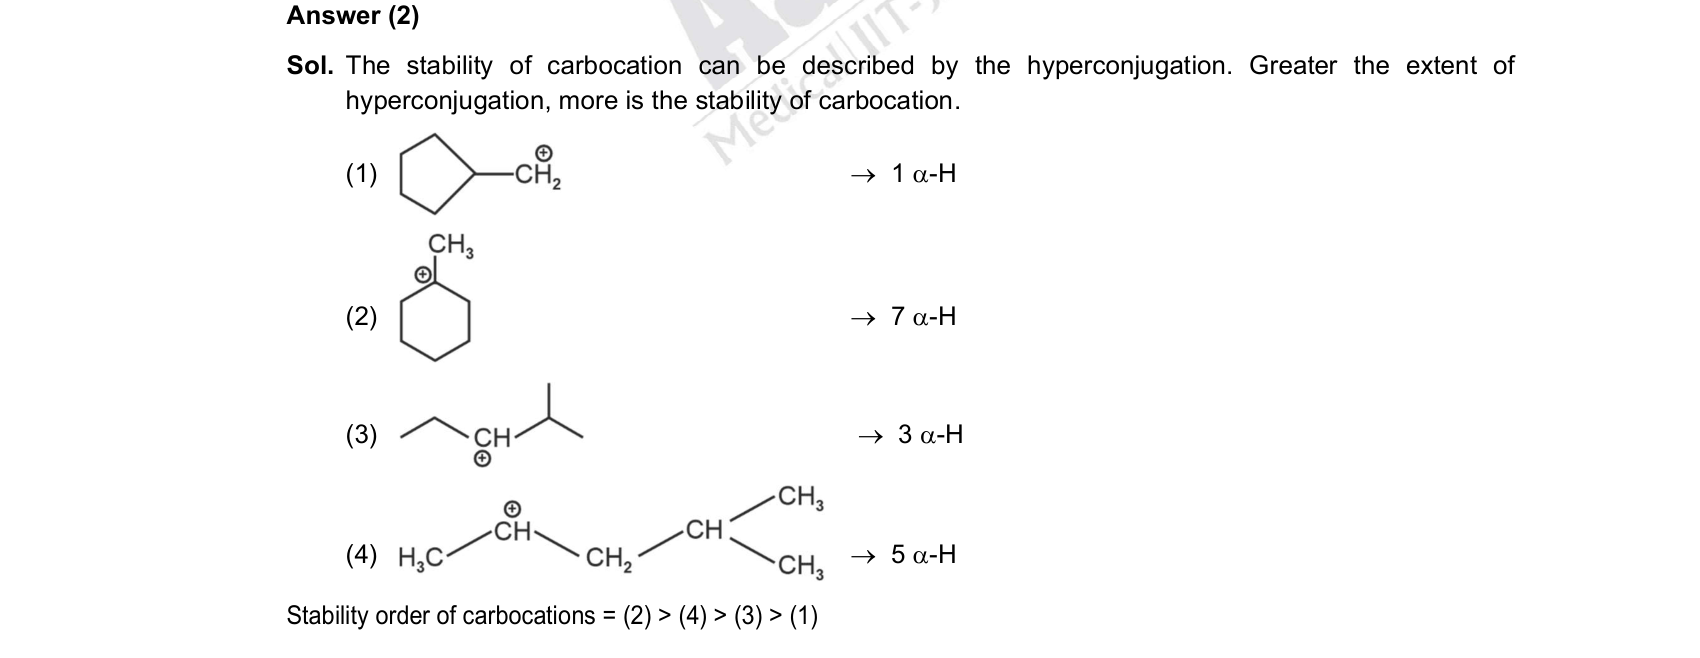 Answer (2)
Sol. The stability of carbocation can be described by the hyperconjugation. Greater the extent of
hyperconjugation, more is the stability of carbocation.
(1) CH₂ ⊕ → 1 α-H
CH₃
⊕
(2) → 7 α-H
(3) CH ⊕ → 3 α-H
(4) H₃C CH ⊕ CH₂ CH CH₃ CH₃ → 5 α-H
Stability order of carbocations = (2) > (4) > (3) > (1)
Medical IIT-J